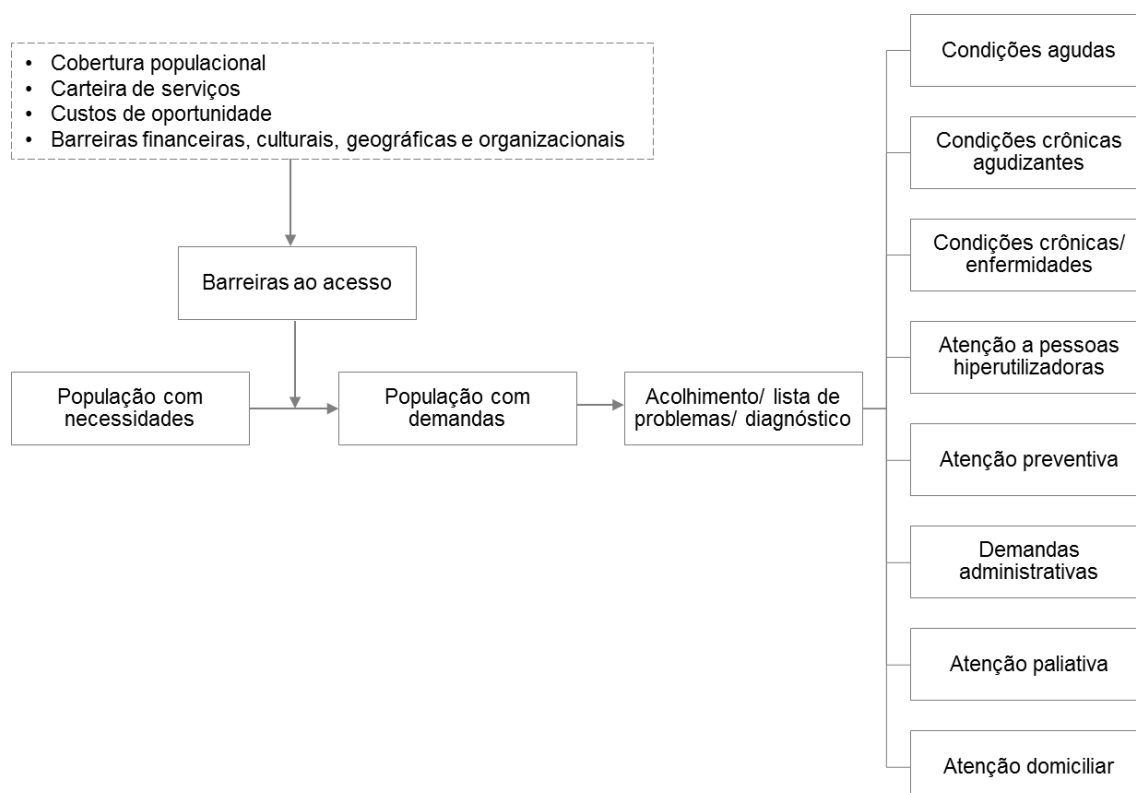 • Cobertura populacional
• Carteira de serviços
• Custos de oportunidade
• Barreiras financeiras, culturais, geográficas e organizacionais
Barreiras ao acesso
População com
necessidades
População com
demandas
Acolhimento/ lista de
problemas/ diagnóstico
Condições agudas
Condições crônicas
agudizantes
Condições crônicas/
enfermidades
Atenção a pessoas
hiperutilizadoras
Atenção preventiva
Demandas
administrativas
Atenção paliativa
Atenção domiciliar